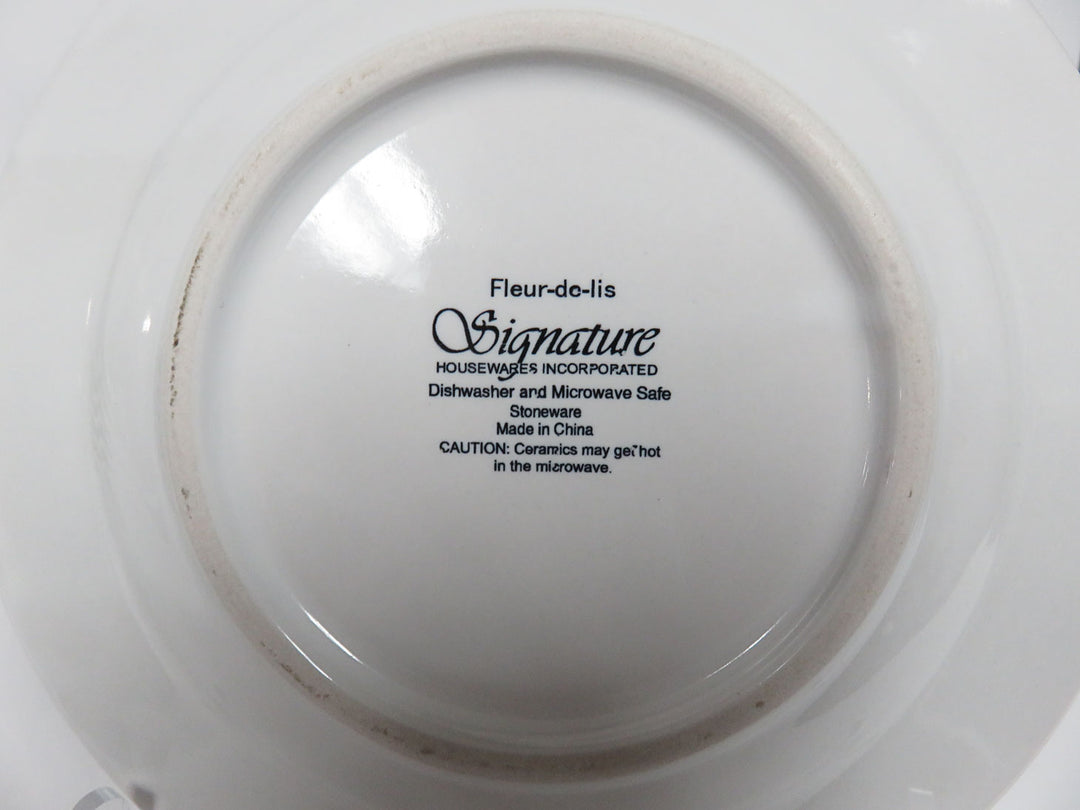 Fleur-de-lis
Signature
HOUSEWARES INCORPORATED
Dishwasher and Microwave Safe
Stoneware
Made in China
CAUTION: Ceramics may get hot
in the microwave.